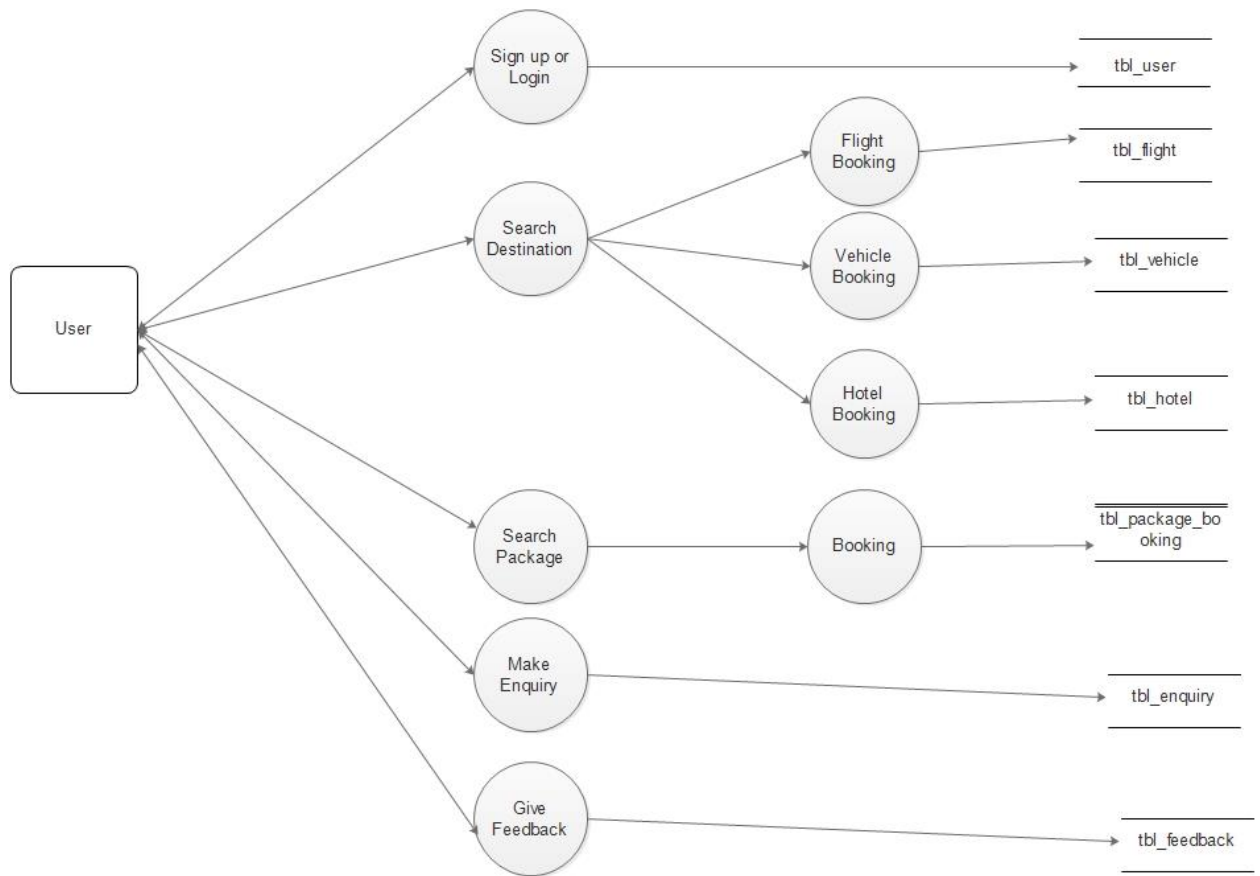 Sign up or
Login
tbl_user
Flight
Booking
tbl_flight
Search
Destination
Vehicle
Booking
tbl_vehicle
User
Hotel
Booking
tbl_hotel
Search
Package
Booking
tbl_package_bo
oking
Make
Enquiry
tbl_enquiry
Give
Feedback
tbl_feedback